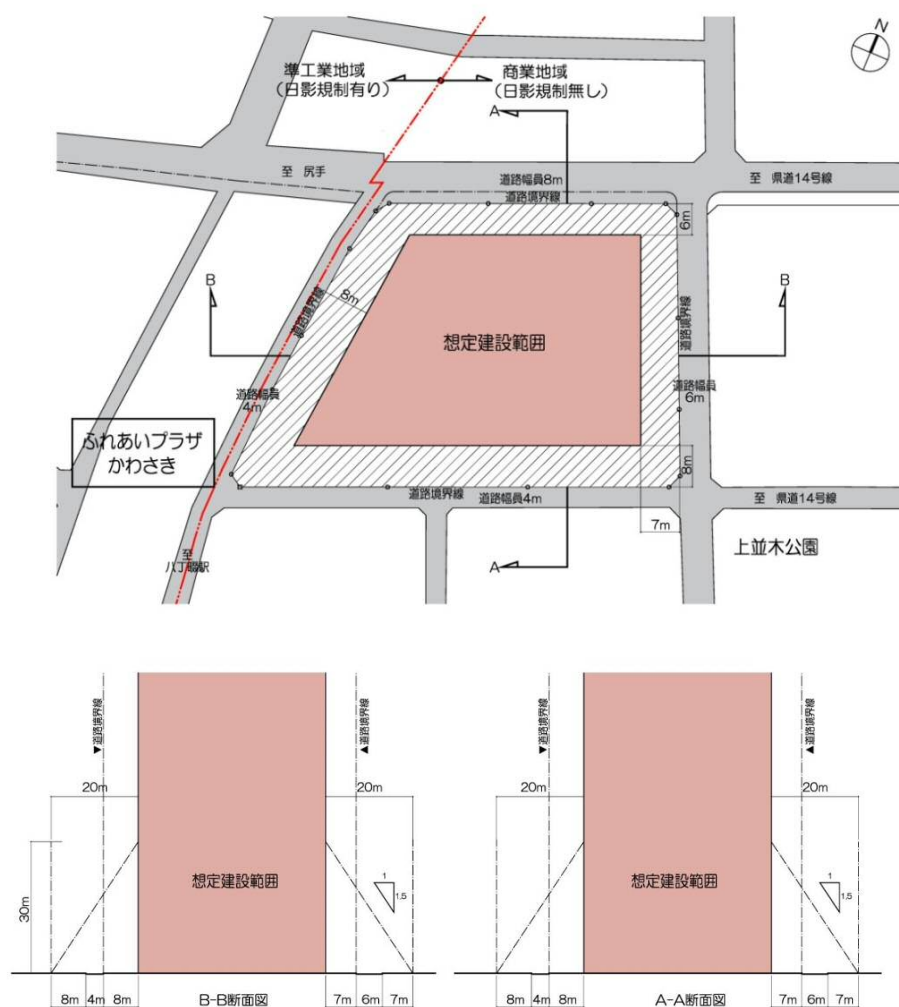 N
準工業地域
(日影規制有り)
商業地域
(日影規制無し)
A
至 尻手
道路幅員8m
道路境界線
至 県道14号線
6m
B
B
8m
道路境界線
想定建設範囲
道路境界線
道路幅員
4m
道路幅員
6m
ふれあいプラザ
かわさき
8m
道路境界線
道路幅員4m
至 県道14号線
7m
至
八丁畷駅
A
上並木公園
▼道路境界線
▲道路境界線
20m
20m
30m
想定建設範囲
1
1.5
8m
4m
8m
B-B断面図
7m
6m
7m
▼道路境界線
▲道路境界線
20m
20m
想定建設範囲
1
1.5
8m
4m
8m
A-A断面図
7m
6m
7m